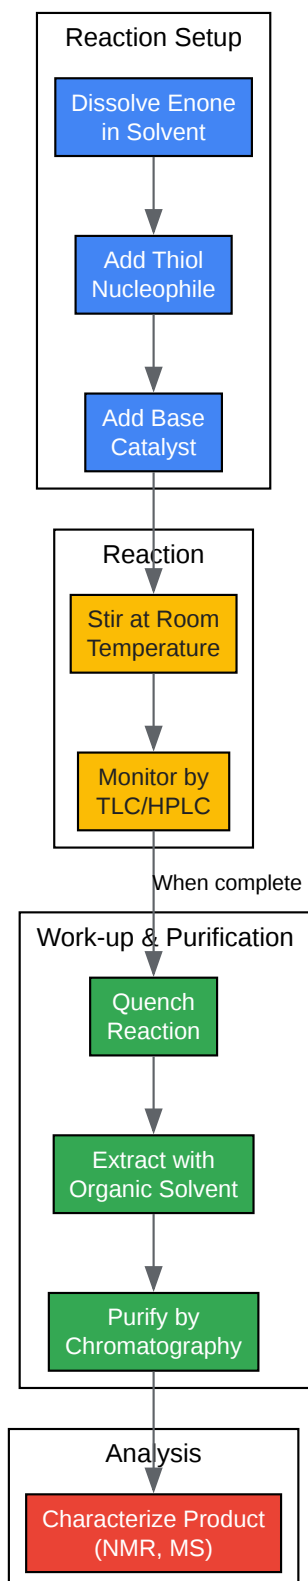 Reaction Setup
Dissolve Enone
in Solvent
Add Thiol
Nucleophile
Add Base
Catalyst
Reaction
Stir at Room
Temperature
Monitor by
TLC/HPLC
When complete
Work-up & Purification
Quench
Reaction
Extract with
Organic Solvent
Purify by
Chromatography
Analysis
Characterize Product
(NMR, MS)